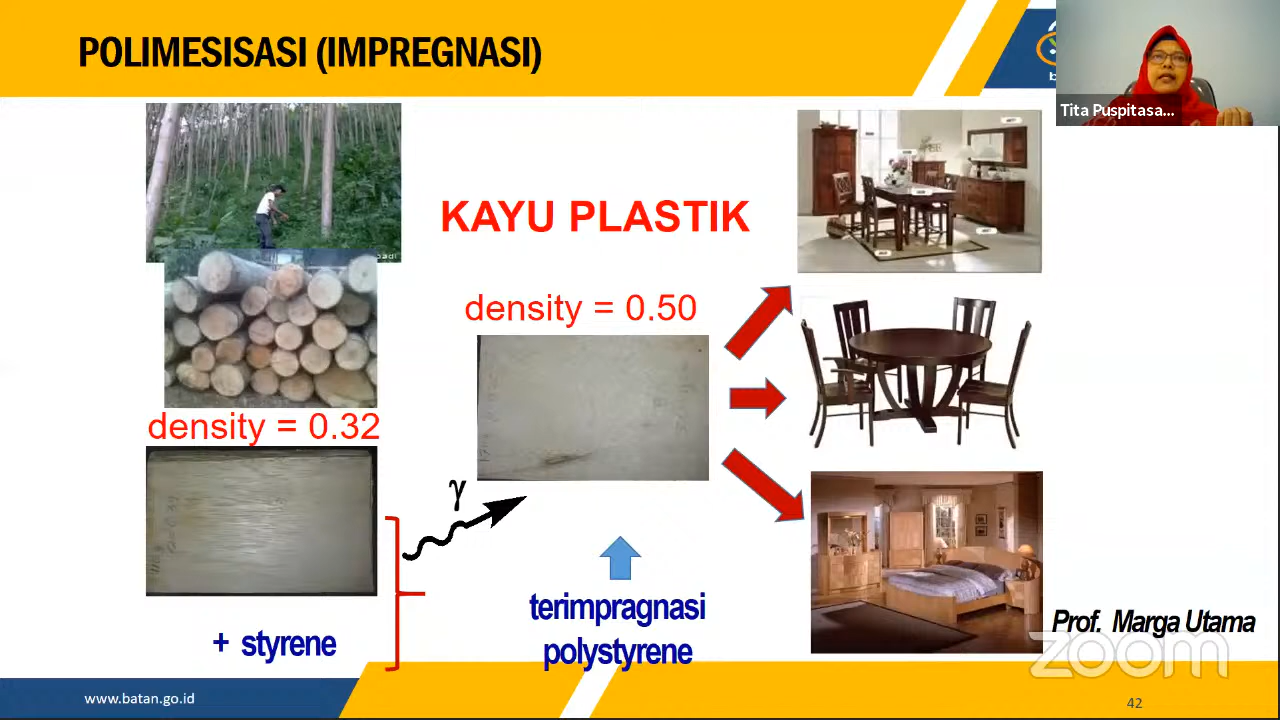 POLIMESISASI (IMPREGNASI)
Tita Puspitasa...
KAYU PLASTIK
density = 0.50
density = 0.32
γ
+ styrene
terimpragnasi
polystyrene
Prof. Marga Utama
zoom
www.batan.go.id
42